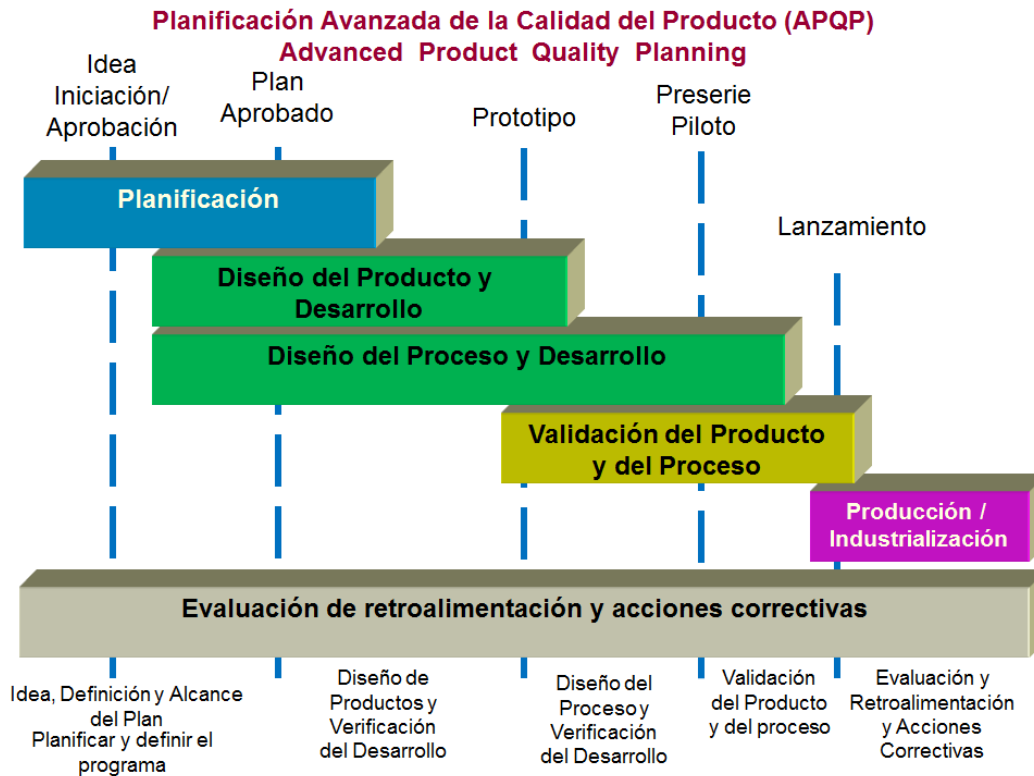 Planificación Avanzada de la Calidad del Producto (APQP)
Advanced Product Quality Planning
Idea
Iniciación/
Aprobación
Plan
Aprobado
Prototipo
Preserie
Piloto
Lanzamiento
Planificación
Diseño del Producto y
Desarrollo
Diseño del Proceso y Desarrollo
Validación del Producto
y del Proceso
Producción /
Industrialización
Evaluación de retroalimentación y acciones correctivas
Idea, Definición y Alcance
del Plan
Planificar y definir el
programa
Diseño de
Productos y
Verificación
del Desarrollo
Diseño del
Proceso y
Verificación
del Desarrollo
Validación
del Producto
y del proceso
Evaluación y
Retroalimentación
y Acciones
Correctivas